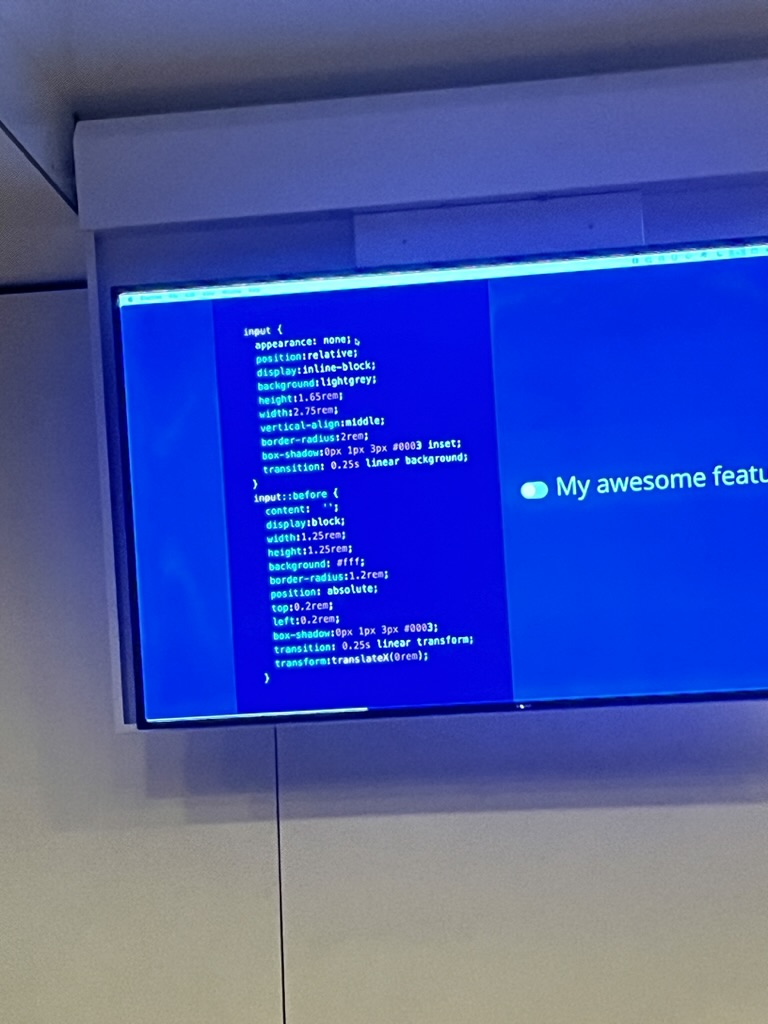 input {
appearance: none;
position:relative;
display:inline-block;
background:lightgrey;
height:1.65rem;
width:2.75rem;
vertical-align:middle;
border-radius:2rem;
box-shadow:0px 1px 3px #0003 inset;
transition: 0.25s linear background;
}
input::before {
content: '';
display:block;
width:1.25rem;
height:1.25rem;
background: #fff;
border-radius:1.2rem;
position: absolute;
top:0.2rem;
left:0.2rem;
box-shadow:0px 1px 3px #0003;
transition: 0.25s linear transform;
transform:translateX(0rem);
}
My awesome featu